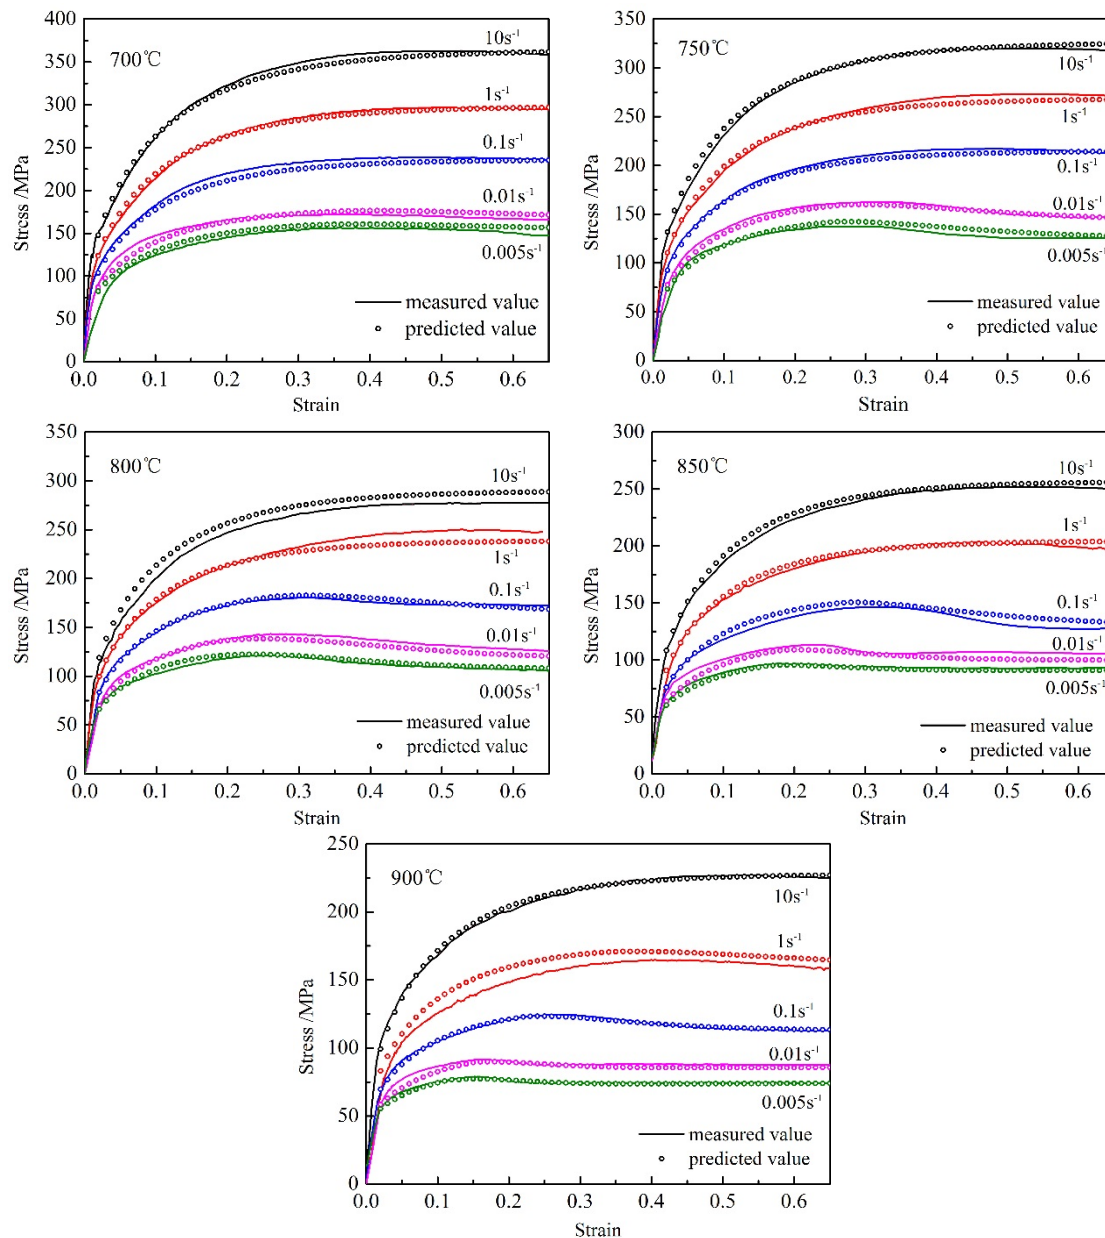 700℃
400
350
300
250
200
150
100
50
0
Stress /MPa
10s⁻¹
1s⁻¹
0.1s⁻¹
0.01s⁻¹
0.005s⁻¹
measured value
predicted value
0.0 0.1 0.2 0.3 0.4 0.5 0.6
Strain
750℃
350
300
250
200
150
100
50
0
Stress /MPa
10s⁻¹
1s⁻¹
0.1s⁻¹
0.01s⁻¹
0.005s⁻¹
measured value
predicted value
0.0 0.1 0.2 0.3 0.4 0.5 0.6
Strain
800℃
350
300
250
200
150
100
50
0
Stress /MPa
10s⁻¹
1s⁻¹
0.1s⁻¹
0.01s⁻¹
0.005s⁻¹
measured value
predicted value
0.0 0.1 0.2 0.3 0.4 0.5 0.6
Strain
850℃
300
250
200
150
100
50
0
Stress /MPa
10s⁻¹
1s⁻¹
0.1s⁻¹
0.01s⁻¹
0.005s⁻¹
measured value
predicted value
0.0 0.1 0.2 0.3 0.4 0.5 0.6
Strain
900℃
250
200
150
100
50
0
Stress /MPa
10s⁻¹
1s⁻¹
0.1s⁻¹
0.01s⁻¹
0.005s⁻¹
measured value
predicted value
0.0 0.1 0.2 0.3 0.4 0.5 0.6
Strain